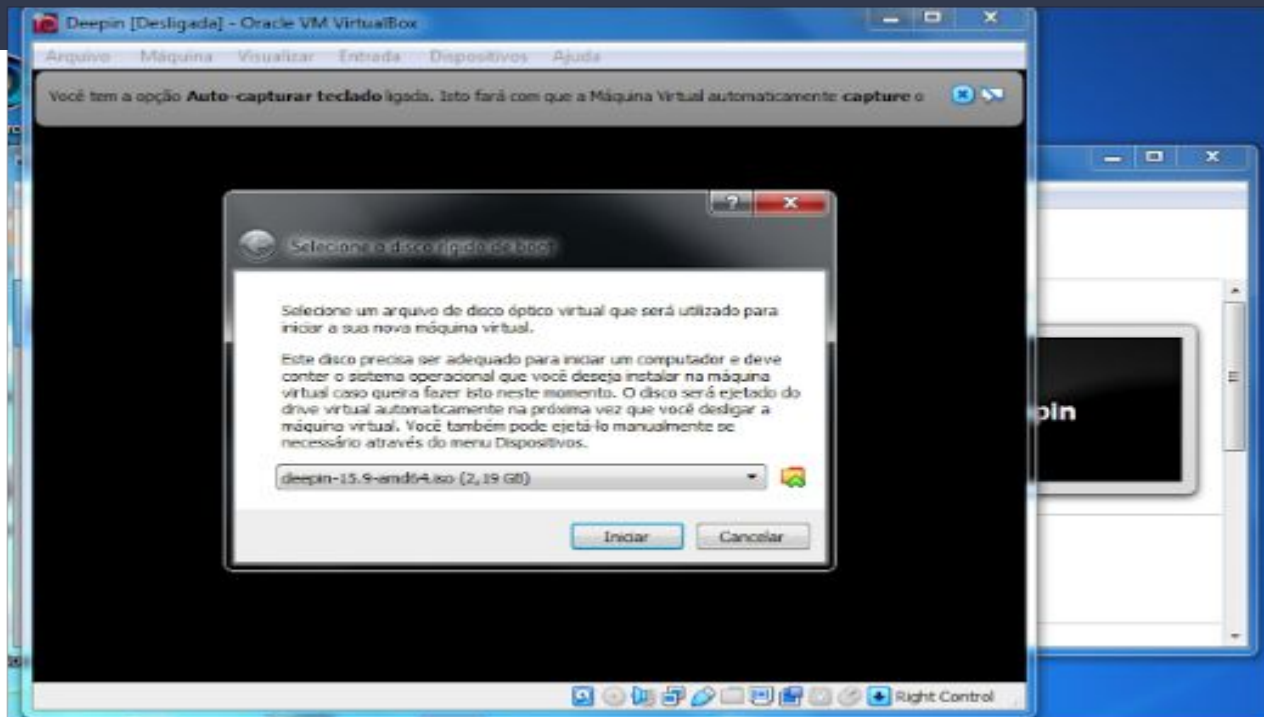 Deepin [Desligada] - Oracle VM VirtualBox
Arquivo Máquina Visualizar Entrada Dispositivos Ajuda
Você tem a opção Auto-capturar teclado ligada. Isto fará com que a Máquina Virtual automaticamente capture o
Selecione o disco rígido de boot
Selecione um arquivo de disco óptico virtual que será utilizado para
iniciar a sua nova máquina virtual.
Este disco precisa ser adequado para iniciar um computador e deve
conter o sistema operacional que você deseja instalar na máquina
virtual caso queira fazer isto neste momento. O disco será ejetado do
drive virtual automaticamente na próxima vez que você desligar a
máquina virtual. Você também pode ejetá-lo manualmente se
necessário através do menu Dispositivos.
deepin-15.9-amd64.iso (2,19 GB)
Iniciar Cancelar
pin
Right Control